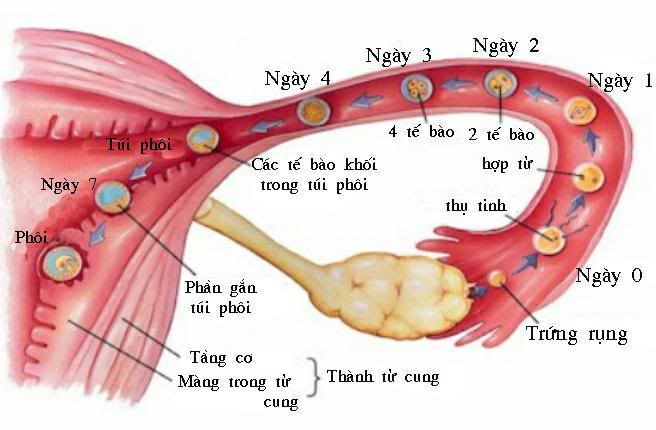 Ngày 2
Ngày 3
Ngày 4
Ngày 1
4 tế bào
2 tế bào
Túi phôi
Các tế bào khối
trong túi phôi
hợp tử
Ngày 7
thụ tinh
Phôi
Ngày 0
Phần gắn
túi phôi
Trứng rụng
Tầng cơ
Màng trong tử
cung
Thành tử cung